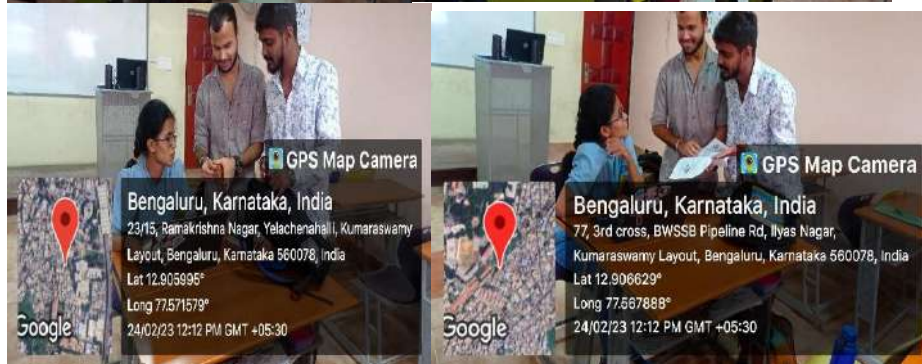 GPS Map Camera
Bengaluru, Karnataka, India
23/15, Ramakrishna Nagar, Yelachenahalli, Kumaraswamy
Layout, Bengaluru, Karnataka 560078, India
Lat 12.905995°
Long 77.571579°
24/02/23 12:12 PM GMT +05:30
Google
GPS Map Camera
Bengaluru, Karnataka, India
77, 3rd cross, BWSSB Pipeline Rd, Ilyas Nagar,
Kumaraswamy Layout, Bengaluru, Karnataka 560078, India
Lat 12.906629°
Long 77.567888°
24/02/23 12:12 PM GMT +05:30
Google